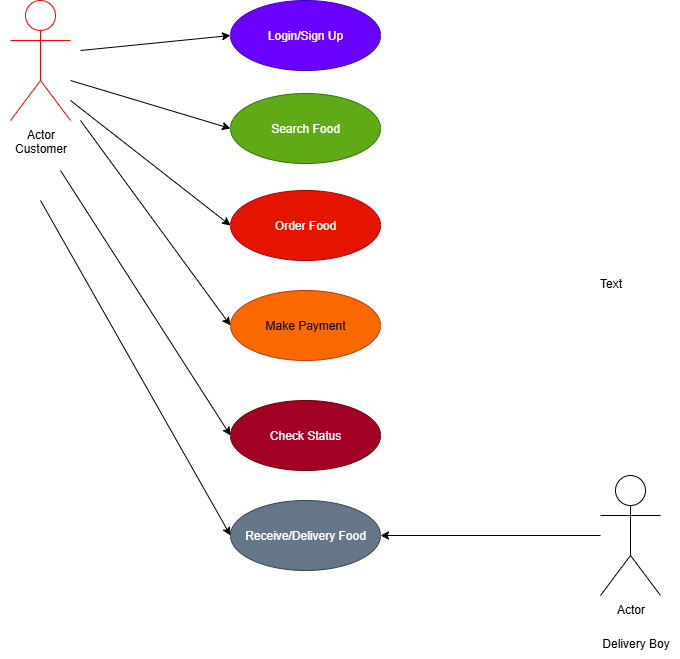 Login/Sign Up
Search Food
Actor
Customer
Order Food
Text
Make Payment
Check Status
Receive/Delivery Food
Actor
Delivery Boy